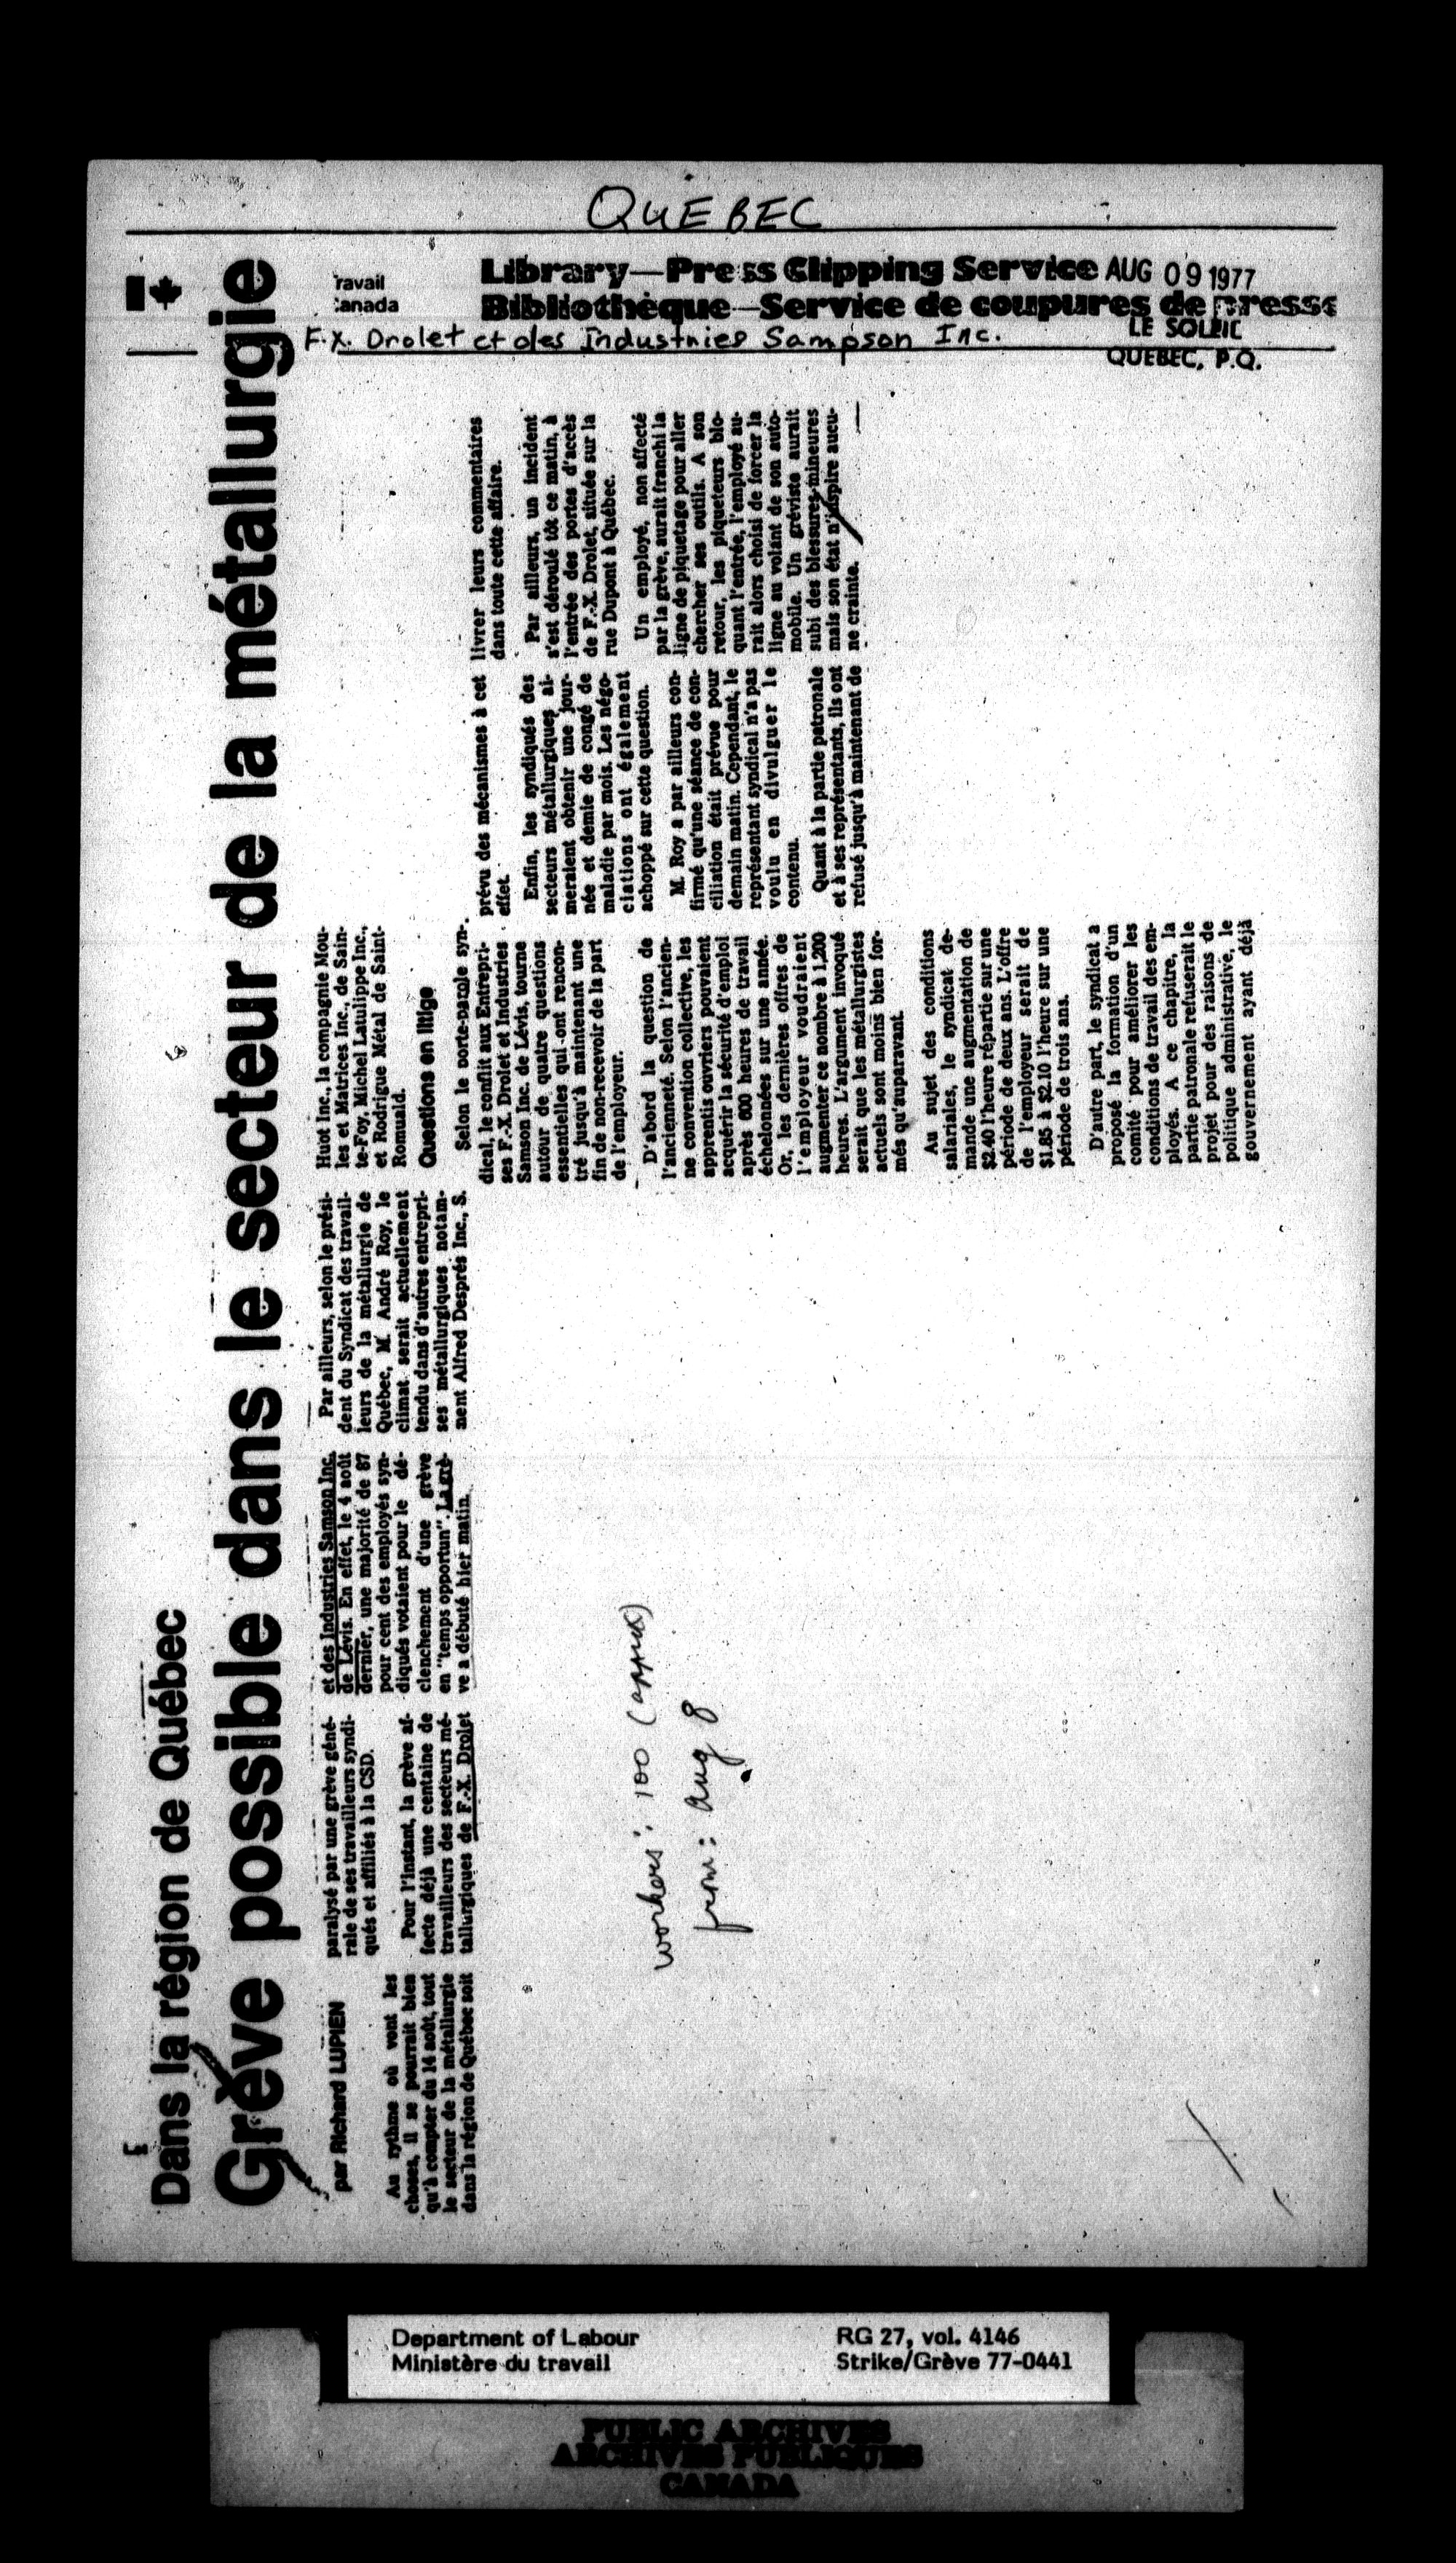 QUEBEC
Travail
Canada
Library—Press Clipping Service
Bibliothèque—Service de coupures de presse
AUG 09 1977
LE SOLEIL
QUEBEC, P.Q.
F.X. Drolet et des Industries Sampson Inc.
Dans la région de Québec
Grève possible dans le secteur de la métallurgie
par Richard LUPIEN
Au rythme où vont les
choses, il se pourrait bien
qu'à compter du 14 août, tout
le secteur de la métallurgie
dans la région de Québec soit
paralysé par une grève géné-
rale de ses travailleurs syndi-
qués et affiliés à la CSD.
Pour l'instant, la grève af-
fecte déjà une centaine de
travailleurs des secteurs mé-
tallurgiques de F.-X. Drolet
et des Industries Samson Inc.
de Lévis. En effet, le 4 août
dernier, une majorité de 87
pour cent des employés syn-
diqués votaient pour le dé-
clenchement d'une grève
en "temps opportun". La grè-
ve a débuté hier matin.
Par ailleurs, selon le prési-
dent du Syndicat des travail-
leurs de la métallurgie de
Québec, M. André Roy, le
climat serait actuellement
tendu dans d'autres entrepri-
ses métallurgiques notam-
ment Alfred Després Inc., S.
Huot Inc., la compagnie Mou-
les et Matrices Inc., de Sain-
te-Foy, Michel Laulippe Inc.,
et Rodrigue Métal de Saint-
Romuald.
Questions en litige
Selon le porte-parole syn-
dical, le conflit aux Entrepri-
ses F.X. Drolet et Industries
Samson Inc. de Lévis, tourne
autour de quatre questions
essentielles qui ont rencon-
tré jusqu'à maintenant une
fin de non-recevoir de la part
de l'employeur.
D'abord la question de
l'ancienneté. Selon l'ancien-
ne convention collective, les
apprentis ouvriers pouvaient
acquérir la sécurité d'emploi
après 600 heures de travail
échelonnées sur une année.
Or, les dernières offres de
l'employeur voudraient
augmenter ce nombre à 1,200
heures. L'argument invoqué
serait que les métallurgistes
actuels sont moins bien for-
més qu'auparavant.
Au sujet des conditions
salariales, le syndicat de-
mande une augmentation de
$2.40 l'heure répartie sur une
période de deux ans. L'offre
de l'employeur serait de
$1.85 à $2.10 l'heure sur une
période de trois ans.
D'autre part, le syndicat a
proposé la formation d'un
comité pour améliorer les
conditions de travail des em-
ployés. A ce chapitre, la
partie patronale refuserait le
projet pour des raisons de
politique administrative, le
gouvernement ayant déjà
prévu des mécanismes à cet
effet.
Enfin, les syndiqués des
secteurs métallurgiques ai-
meraient obtenir une jour-
née et demie de congé de
maladie par mois. Les négo-
ciations ont également
achoppé sur cette question.
M. Roy a par ailleurs con-
firmé qu'une séance de con-
ciliation était prévue pour
demain matin. Cependant, le
représentant syndical n'a pas
voulu en divulguer le
contenu.
Quant à la partie patronale
et à ses représentants, ils ont
refusé jusqu'à maintenant de
livrer leurs commentaires
dans toute cette affaire.
Par ailleurs, un incident
s'est déroulé tôt ce matin, à
l'entrée des portes d'accès
de F.-X. Drolet, située sur la
rue Dupont à Québec.
Un employé, non affecté
par la grève, aurait franchi la
ligne de piquetage pour aller
chercher ses outils. A son
retour, les piqueteurs blo-
quant l'entrée, l'employé au-
rait alors choisi de forcer la
ligne au volant de son auto-
mobile. Un gréviste aurait
subi des blessures mineures
mais son état n'inspire aucu-
ne crainte.
workers: 100 (approx)
from: Aug 8
Department of Labour
Ministère du travail
RG 27, vol. 4146
Strike/Grève 77-0441
PUBLIC ARCHIVES
ARCHIVES PUBLIQUES
CANADA